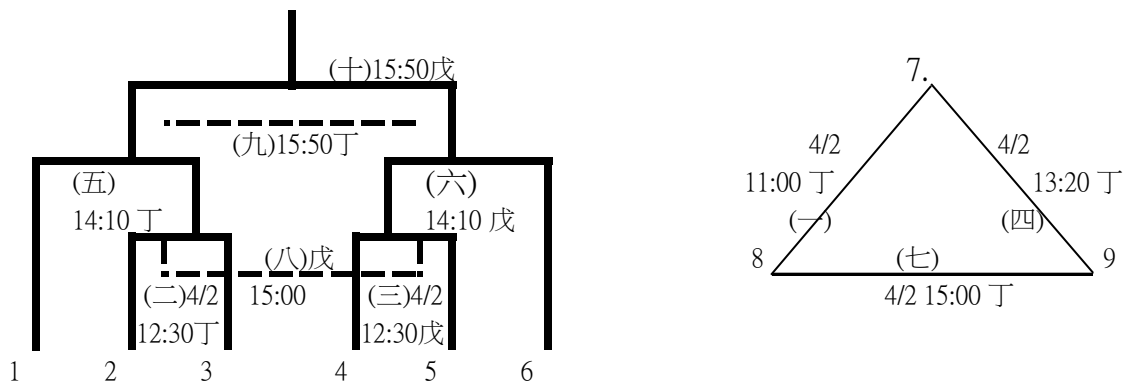 (十)15:50戊
(九)15:50丁
(五)
14:10丁
(六)
14:10 戊
(八)戊
15:00
(二)4/2
12:30丁
(三)4/2
12:30戊
1
2
3
4
5
6
7.
4/2
11:00 丁
(一)
4/2
13:20 丁
(四)
8
9
(七)
4/2 15:00 丁